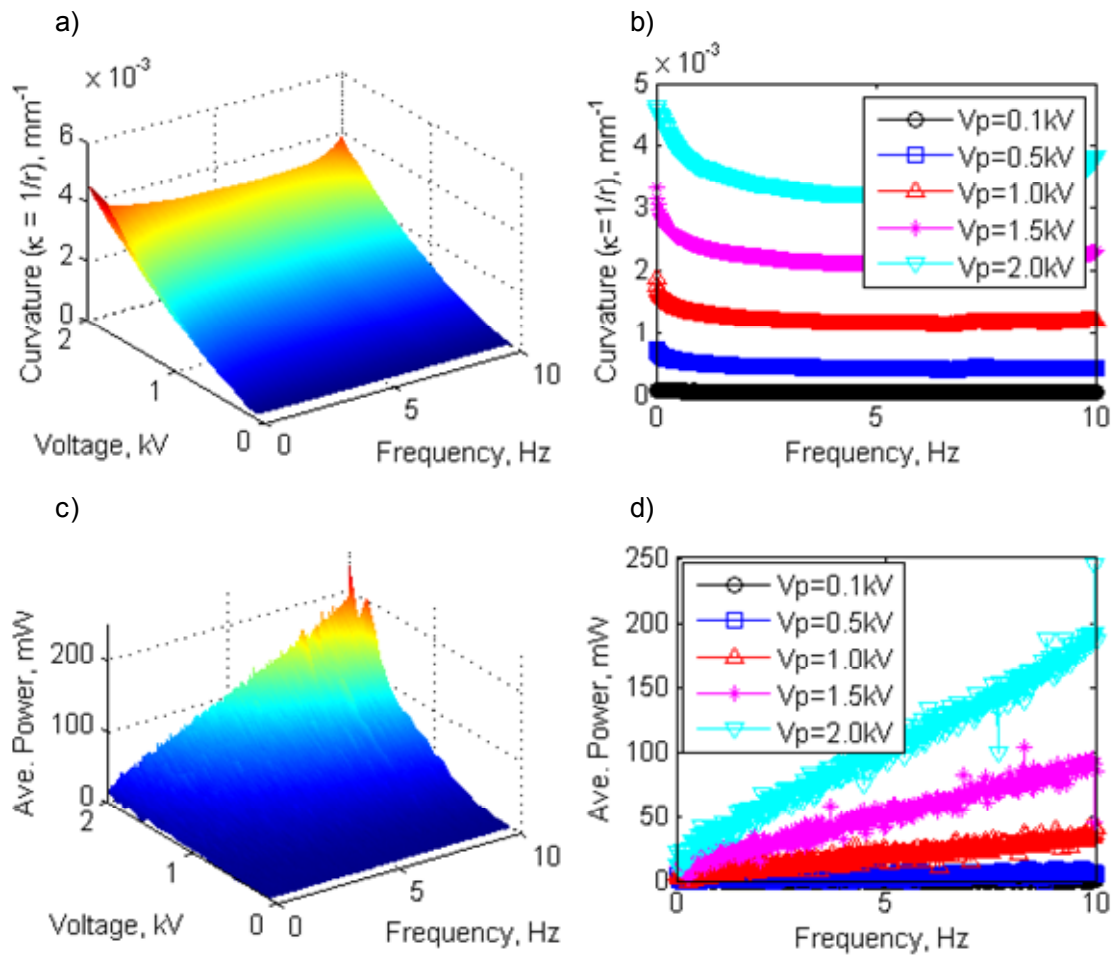 a)
× 10⁻³
Curvature (κ = 1/r), mm⁻¹
6
4
2
0
2
1
0
Voltage, kV
0
5
10
Frequency, Hz
b)
× 10⁻³
Curvature (κ=1/r), mm⁻¹
5
4
3
2
1
0
Vp=0.1kV
Vp=0.5kV
Vp=1.0kV
Vp=1.5kV
Vp=2.0kV
0
5
10
Frequency, Hz
c)
Ave. Power, mW
200
100
0
2
1
0
Voltage, kV
0
5
10
Frequency, Hz
d)
Ave. Power, mW
250
200
150
100
50
0
Vp=0.1kV
Vp=0.5kV
Vp=1.0kV
Vp=1.5kV
Vp=2.0kV
0
5
10
Frequency, Hz